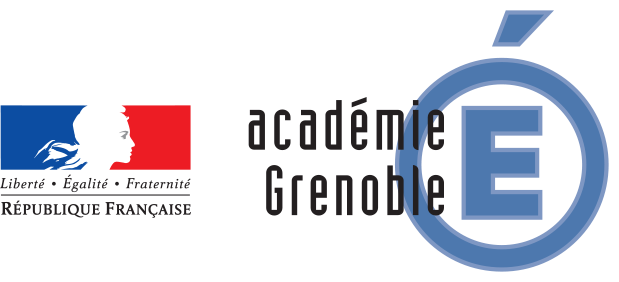 Liberté • Égalité • Fraternité
RÉPUBLIQUE FRANÇAISE
académie
Grenoble
É